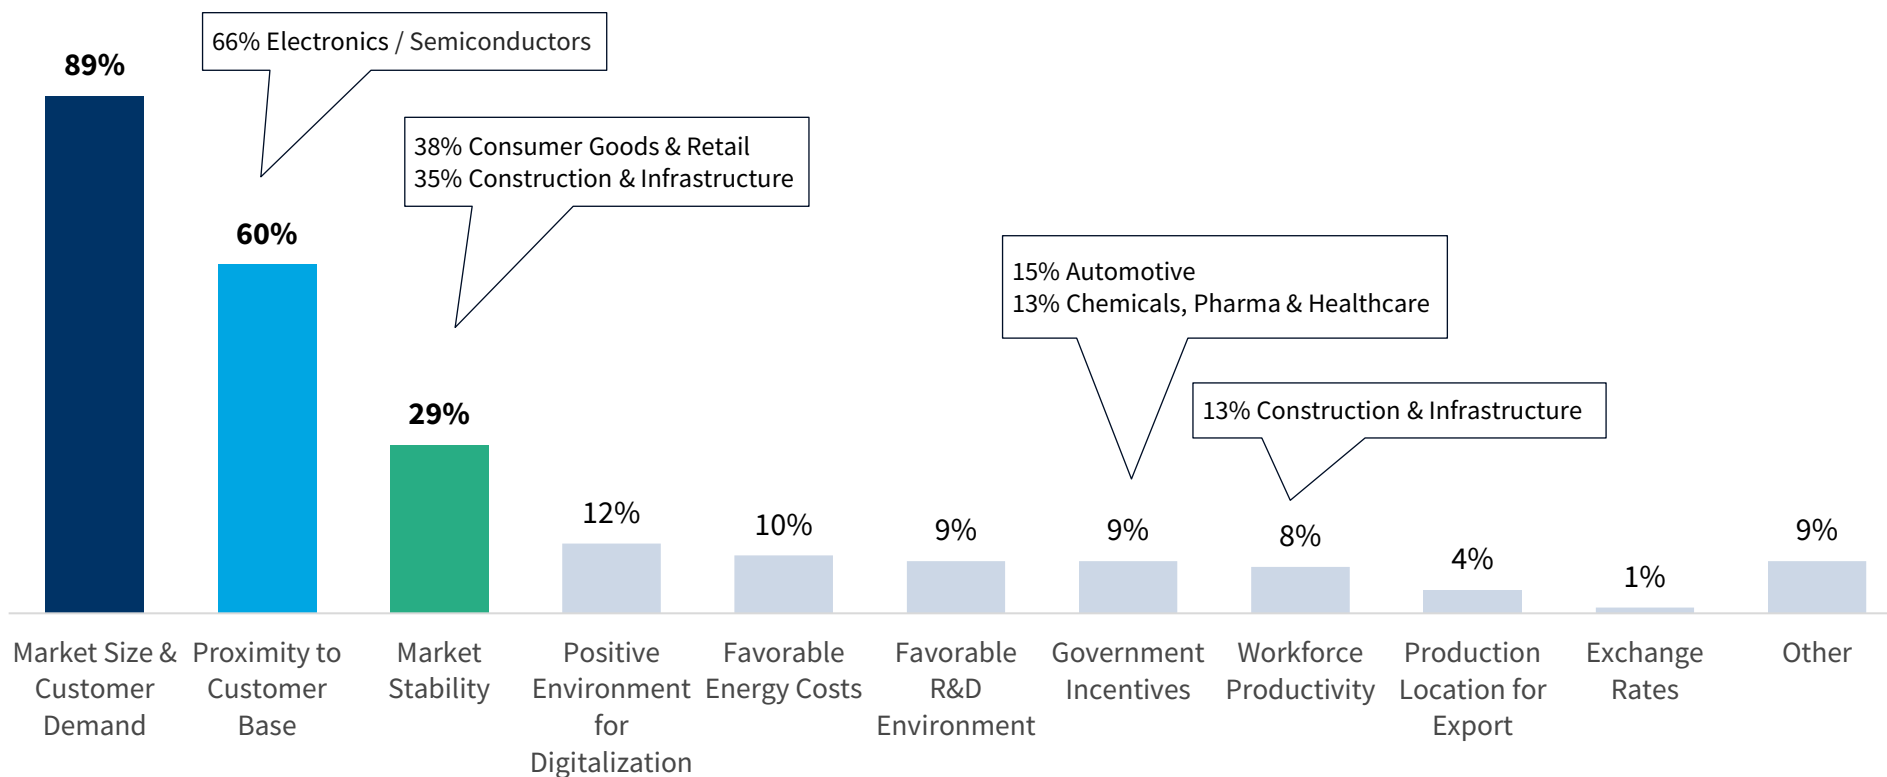 66% Electronics / Semiconductors
89%
38% Consumer Goods & Retail
35% Construction & Infrastructure
60%
15% Automotive
13% Chemicals, Pharma & Healthcare
13% Construction & Infrastructure
29%
12%
10%
9%
9%
8%
4%
1%
9%
Market Size &
Customer
Demand
Proximity to
Customer
Base
Market
Stability
Positive
Environment
for
Digitalization
Favorable
Energy Costs
Favorable
R&D
Environment
Government
Incentives
Workforce
Productivity
Production
Location for
Export
Exchange
Rates
Other